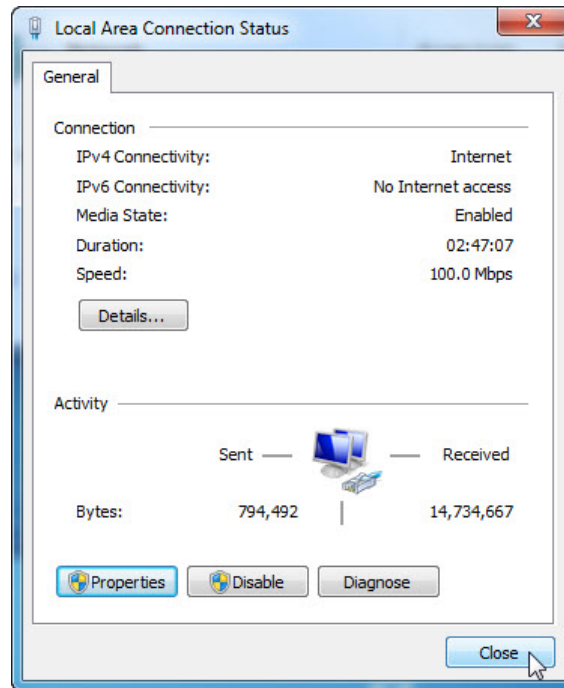 Local Area Connection Status
General
Connection
IPv4 Connectivity: Internet
IPv6 Connectivity: No Internet access
Media State: Enabled
Duration: 02:47:07
Speed: 100.0 Mbps
Details...
Activity
Sent Received
Bytes: 794,492 14,734,667
Properties Disable Diagnose
Close